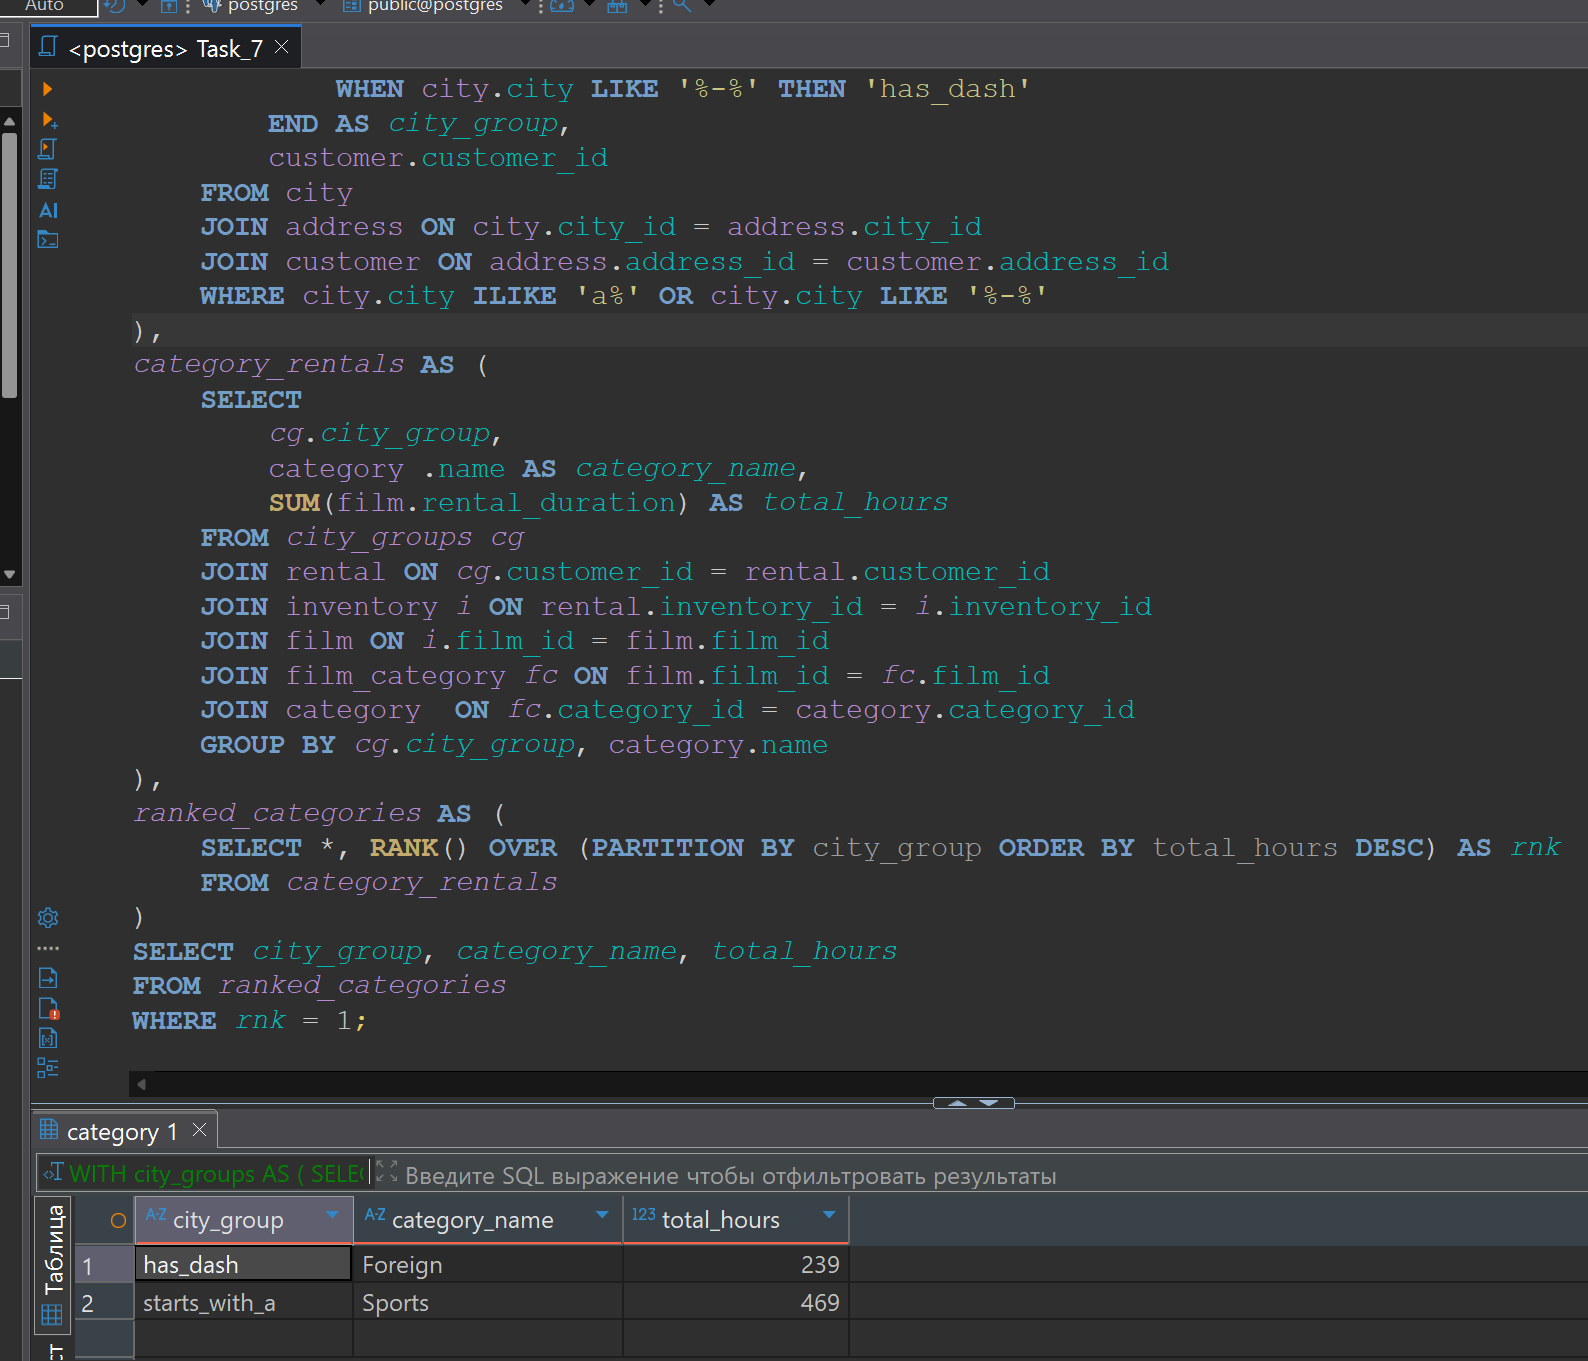 Auto postgres public@postgres
<postgres> Task_7
WHEN city.city LIKE '%-%' THEN 'has_dash'
END AS city_group,
customer.customer_id
FROM city
JOIN address ON city.city_id = address.city_id
JOIN customer ON address.address_id = customer.address_id
WHERE city.city ILIKE 'a%' OR city.city LIKE '%-%'
),
category_rentals AS (
SELECT
cg.city_group,
category .name AS category_name,
SUM(film.rental_duration) AS total_hours
FROM city_groups cg
JOIN rental ON cg.customer_id = rental.customer_id
JOIN inventory i ON rental.inventory_id = i.inventory_id
JOIN film ON i.film_id = film.film_id
JOIN film_category fc ON film.film_id = fc.film_id
JOIN category  ON fc.category_id = category.category_id
GROUP BY cg.city_group, category.name
),
ranked_categories AS (
SELECT *, RANK() OVER (PARTITION BY city_group ORDER BY total_hours DESC) AS rnk
FROM category_rentals
)
SELECT city_group, category_name, total_hours
FROM ranked_categories
WHERE rnk = 1;
category 1
WITH city_groups AS ( SELE Введите SQL выражение чтобы отфильтровать результаты
Таблица
A-Z city_group A-Z category_name 123 total_hours
1 has_dash Foreign 239
2 starts_with_a Sports 469